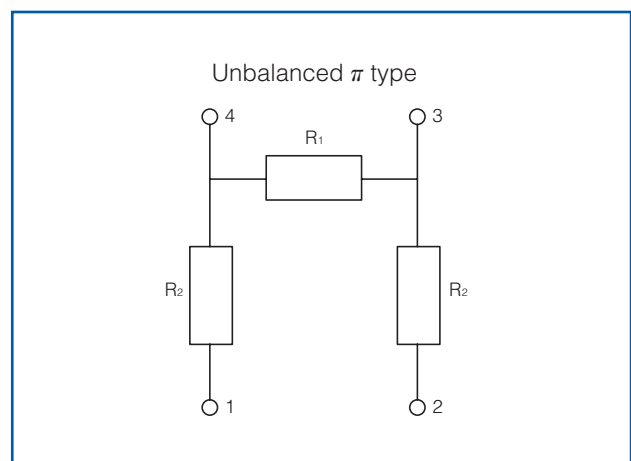 Unbalanced π type
4 3
R₁
R₂ R₂
1 2